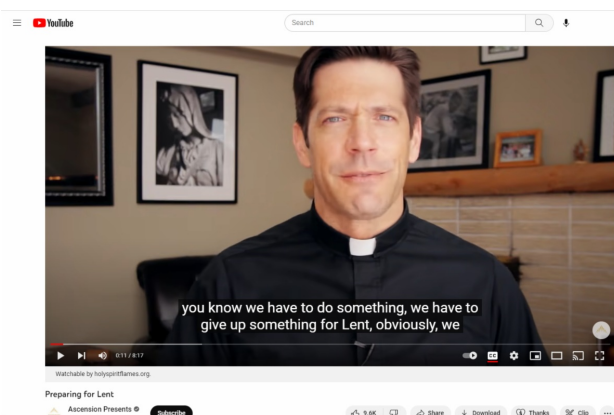 YouTube
Search
you know we have to do something, we have to
give up something for Lent, obviously, we
0:11 / 8:17
CC
Watchable by holyspiritflames.org.
Preparing for Lent
Ascension Presents
Subscribe
9.6K
Share
Download
Thanks
Clip